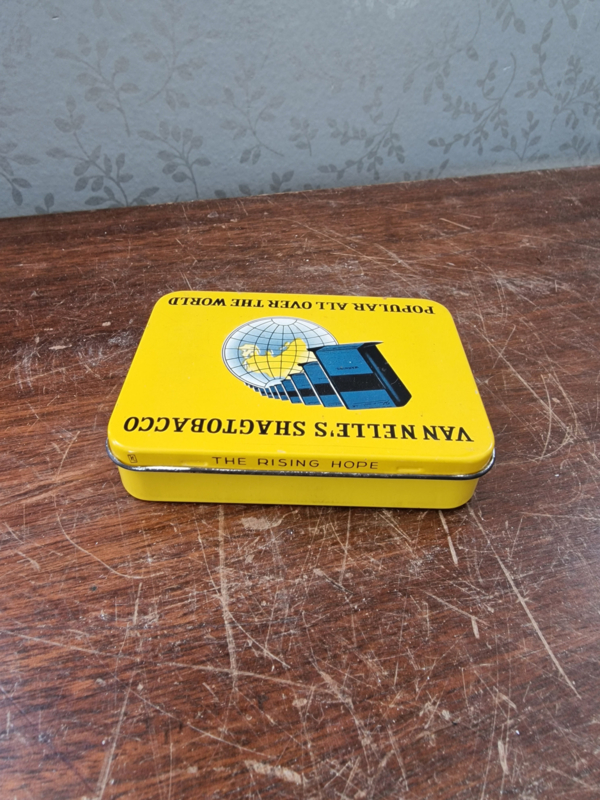 VAN NELLE'S SHAGTOBACCO
POPULAR ALL OVER THE WORLD
THE RISING HOPE